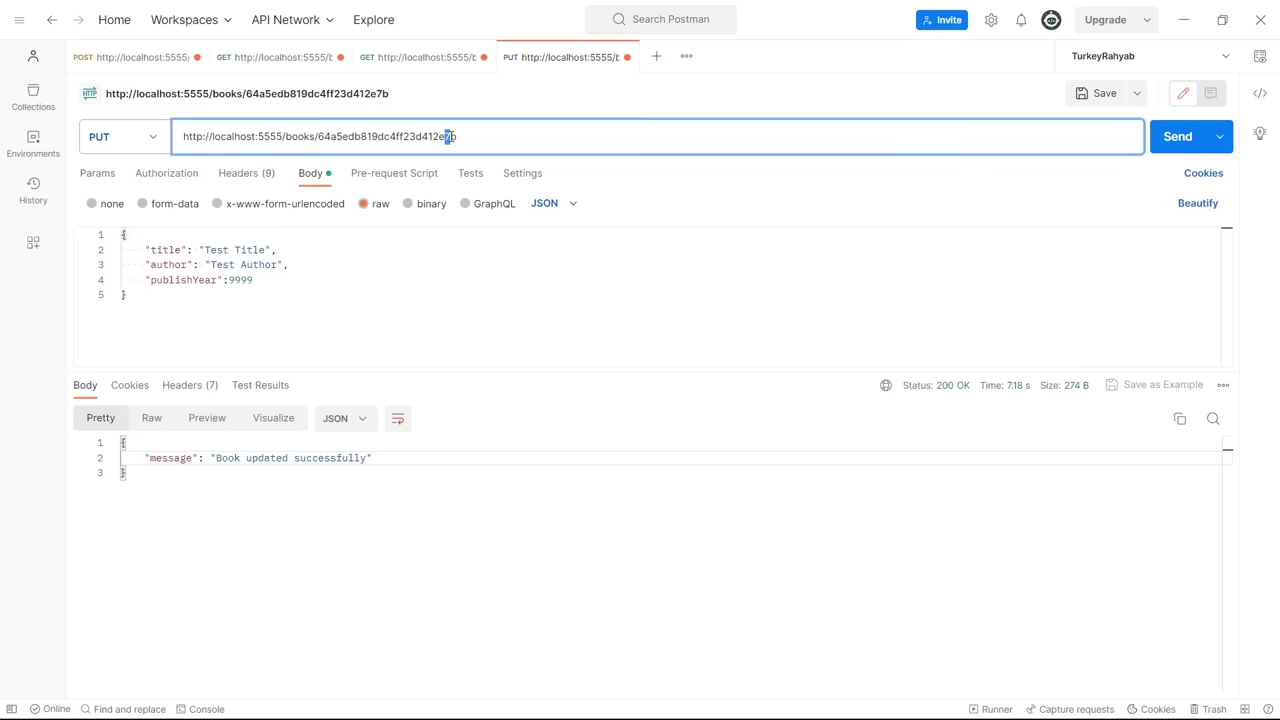 Home Workspaces API Network Explore Search Postman Invite Upgrade
POST http://localhost:5555/ GET http://localhost:5555/b GET http://localhost:5555/b PUT http://localhost:5555/b TurkeyRahyab
HTTP http://localhost:5555/books/64a5edb819dc4ff23d412e7b Save
PUT http://localhost:5555/books/64a5edb819dc4ff23d412e7b Send
Params Authorization Headers (9) Body Pre-request Script Tests Settings Cookies
none form-data x-www-form-urlencoded raw binary GraphQL JSON Beautify
1 {
2 "title": "Test Title",
3 "author": "Test Author",
4 "publishYear":9999
5 }
Body Cookies Headers (7) Test Results Status: 200 OK Time: 7.18 s Size: 274 B Save as Example
Pretty Raw Preview Visualize JSON
1 {
2 "message": "Book updated successfully"
3 }
Collections
Environments
History
Online Find and replace Console Runner Capture requests Cookies Trash